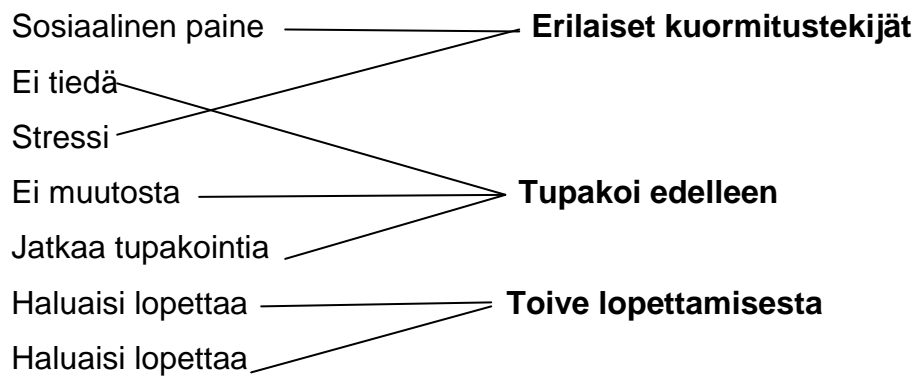 Sosiaalinen paine Erilaiset kuormitustekijät
Ei tiedä
Stressi
Ei muutosta Tupakoi edelleen
Jatkaa tupakointia
Haluaisi lopettaa Toive lopettamisesta
Haluaisi lopettaa